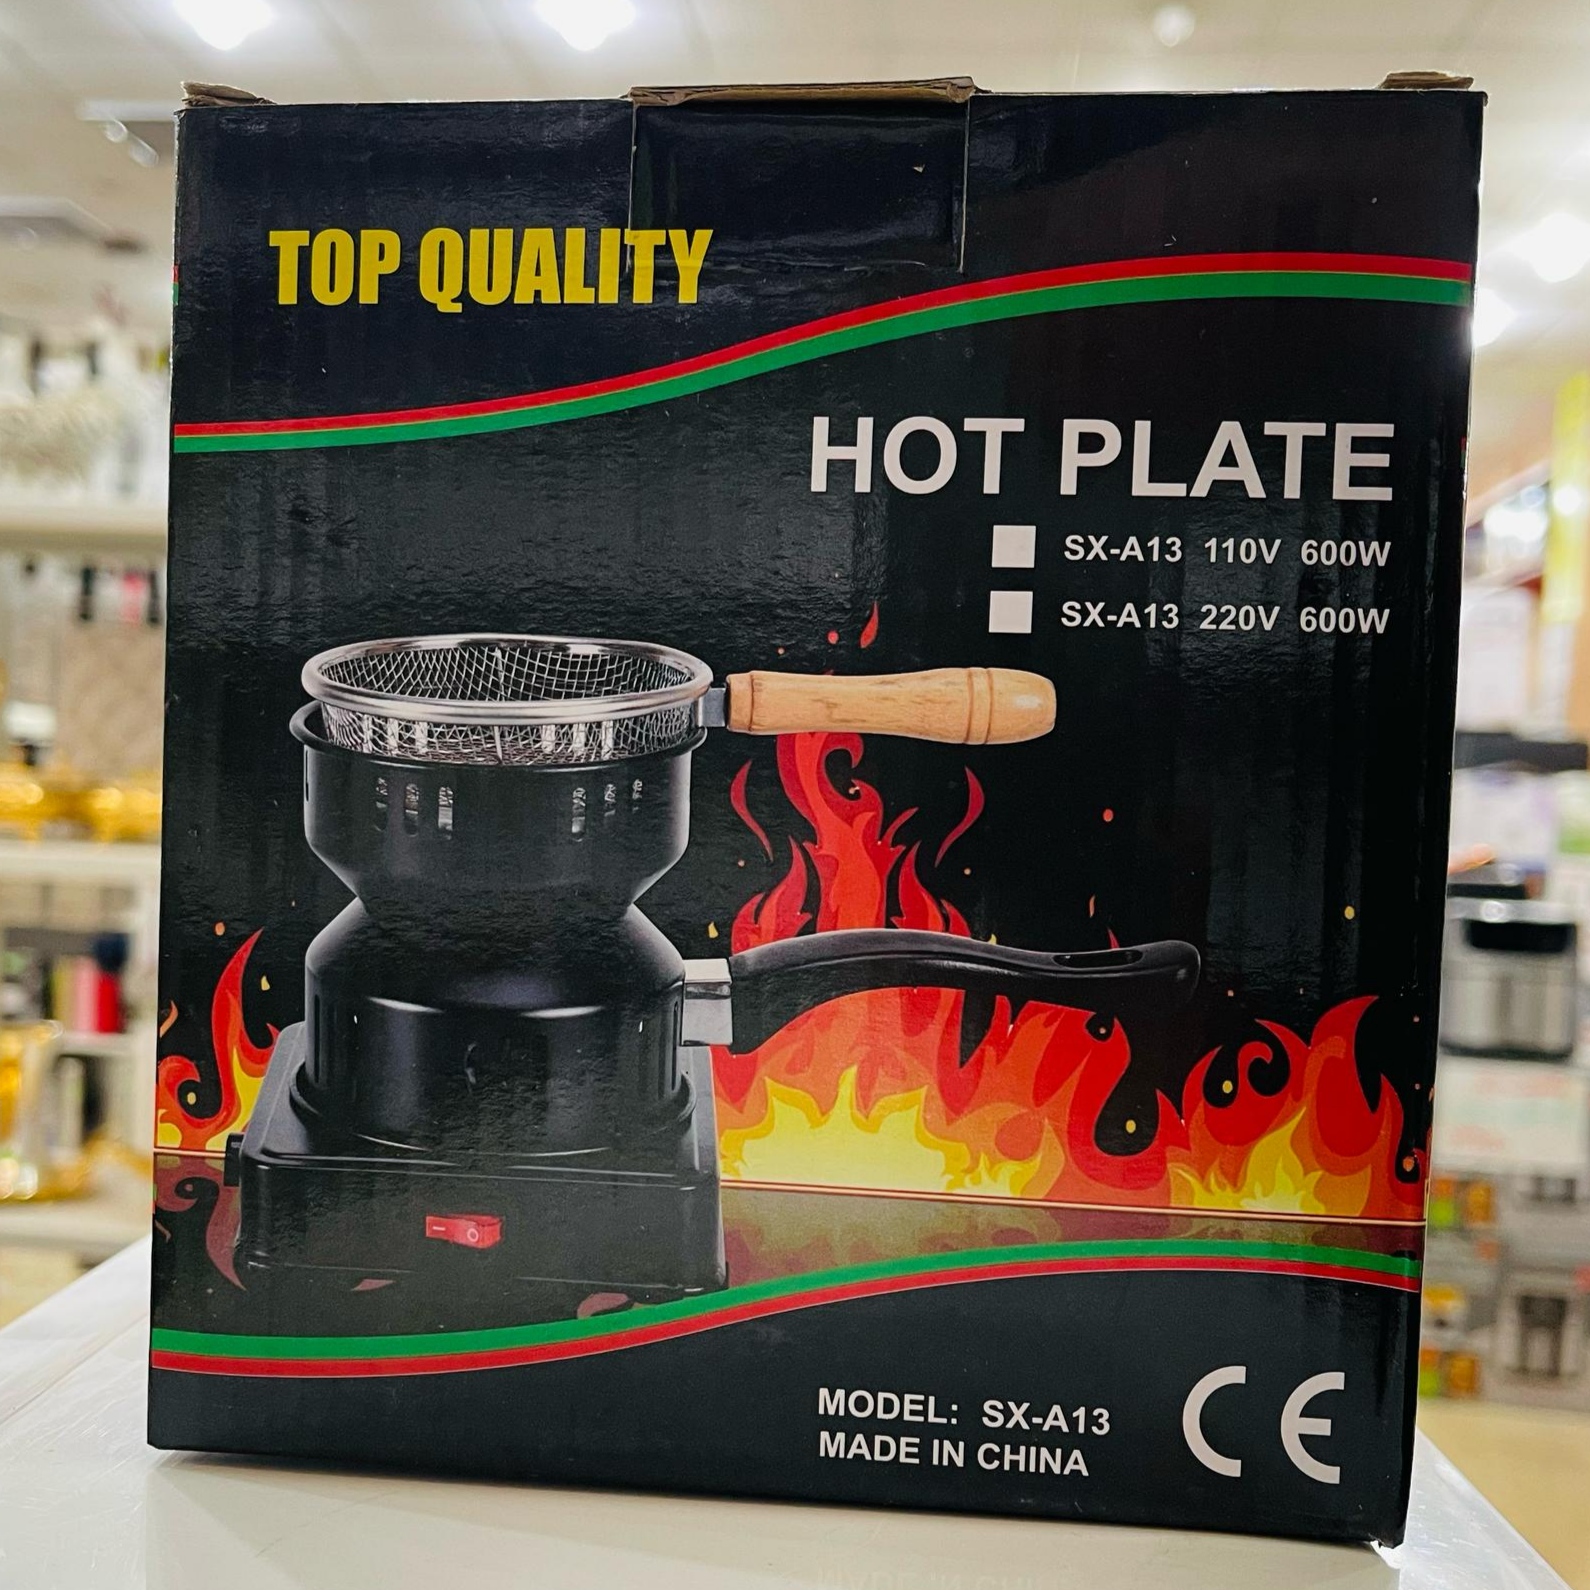 TOP QUALITY
HOT PLATE
SX-A13 110V 600W
SX-A13 220V 600W
MODEL: SX-A13
MADE IN CHINA
CE